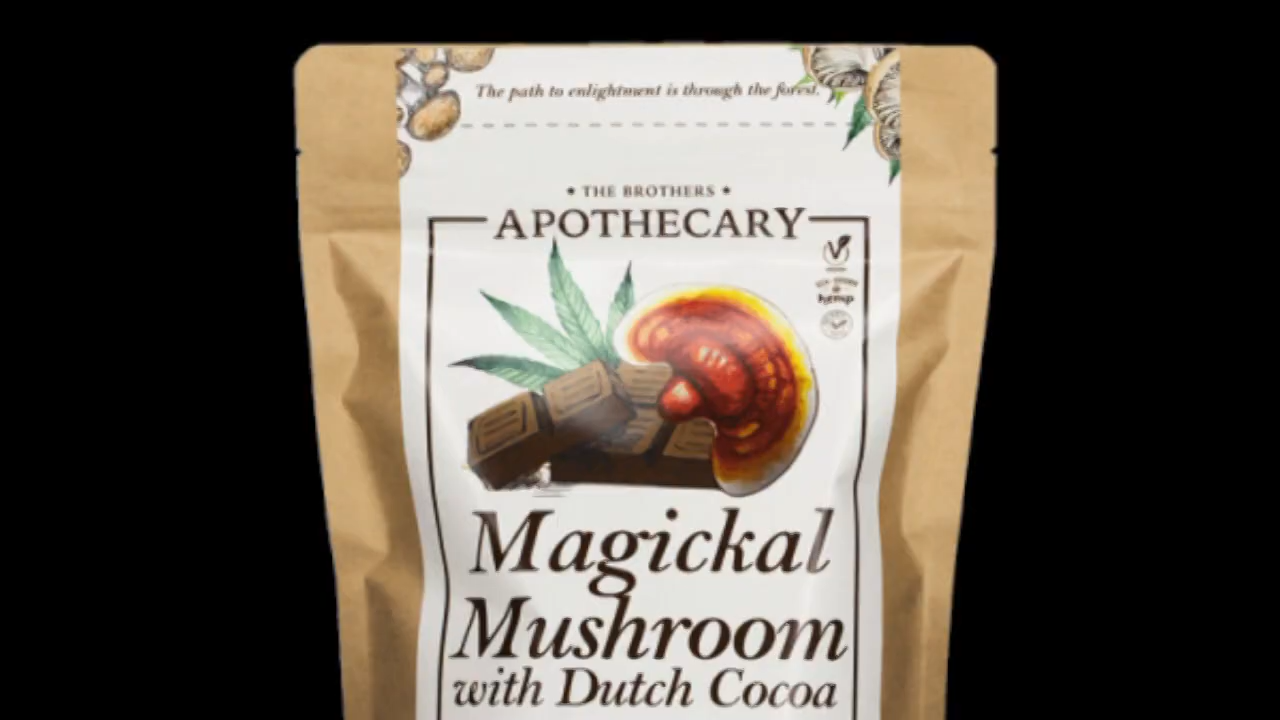 The path to enlightment is through the forest.
THE BROTHERS
APOTHECARY
hemp
Magickal
Mushroom
with Dutch Cocoa